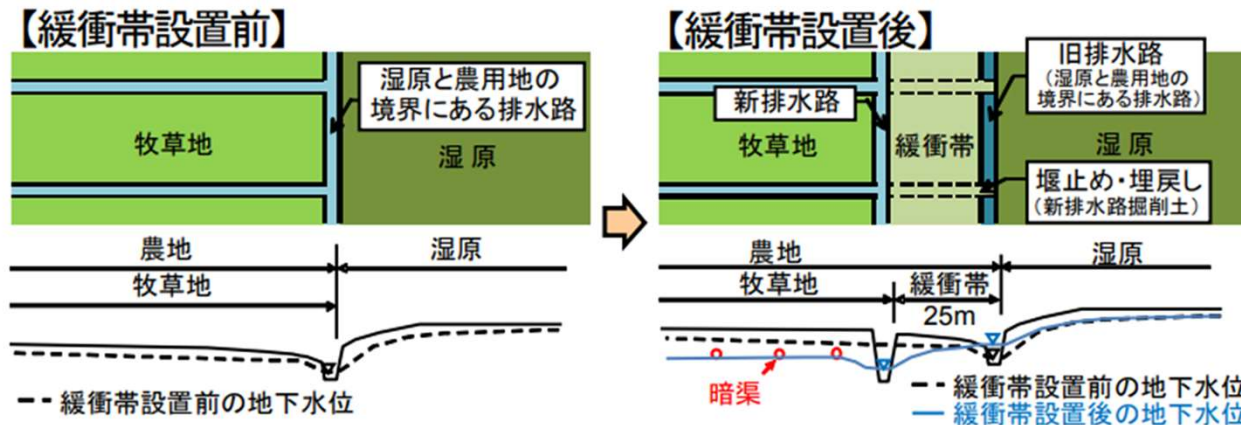 【緩衝帯設置前】
湿原と農用地の
境界にある排水路
牧草地
湿原
農地
湿原
牧草地
緩衝帯設置前の地下水位
【緩衝帯設置後】
旧排水路
(湿原と農用地の
境界にある排水路)
新排水路
牧草地
緩衝帯
湿原
堰止め・埋戻し
(新排水路掘削土)
農地
湿原
牧草地
緩衝帯
25m
暗渠
緩衝帯設置前の地下水位
緩衝帯設置後の地下水位